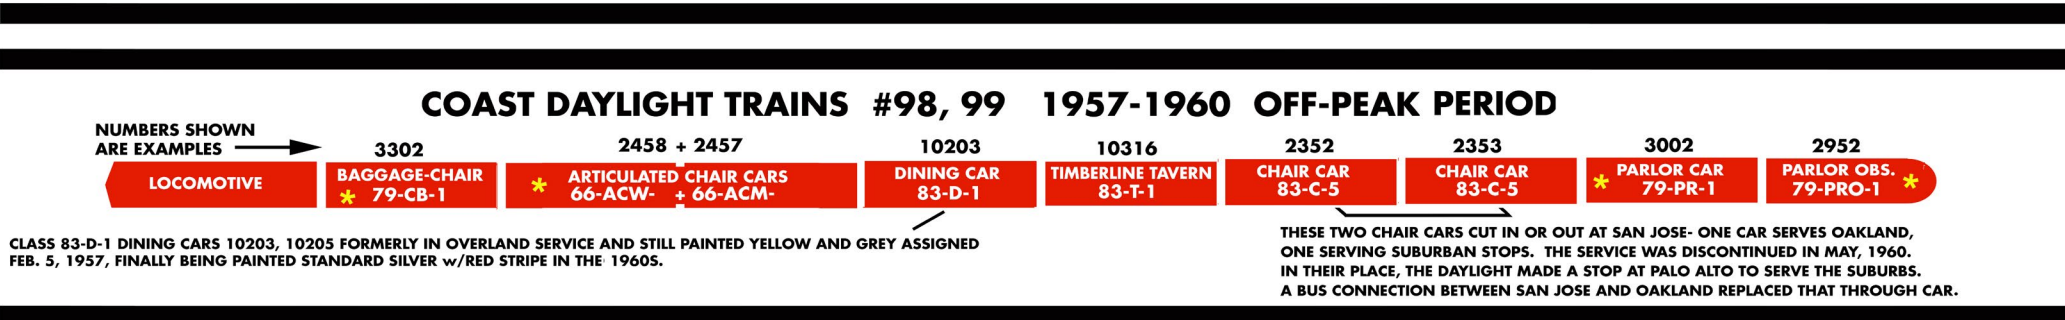 COAST DAYLIGHT TRAINS #98, 99 1957-1960 OFF-PEAK PERIOD
NUMBERS SHOWN
ARE EXAMPLES
3302
2458 + 2457
10203
10316
2352
2353
3002
2952
LOCOMOTIVE
BAGGAGE-CHAIR
* 79-CB-1
* ARTICULATED CHAIR CARS
66-ACW- + 66-ACM-
DINING CAR
83-D-1
TIMBERLINE TAVERN
83-T-1
CHAIR CAR
83-C-5
CHAIR CAR
83-C-5
PARLOR CAR
* 79-PR-1
PARLOR OBS.
79-PRO-1 *
CLASS 83-D-1 DINING CARS 10203, 10205 FORMERLY IN OVERLAND SERVICE AND STILL PAINTED YELLOW AND GREY ASSIGNED
FEB. 5, 1957, FINALLY BEING PAINTED STANDARD SILVER w/RED STRIPE IN THE 1960S.
THESE TWO CHAIR CARS CUT IN OR OUT AT SAN JOSE- ONE CAR SERVES OAKLAND,
ONE SERVING SUBURBAN STOPS. THE SERVICE WAS DISCONTINUED IN MAY, 1960.
IN THEIR PLACE, THE DAYLIGHT MADE A STOP AT PALO ALTO TO SERVE THE SUBURBS.
A BUS CONNECTION BETWEEN SAN JOSE AND OAKLAND REPLACED THAT THROUGH CAR.